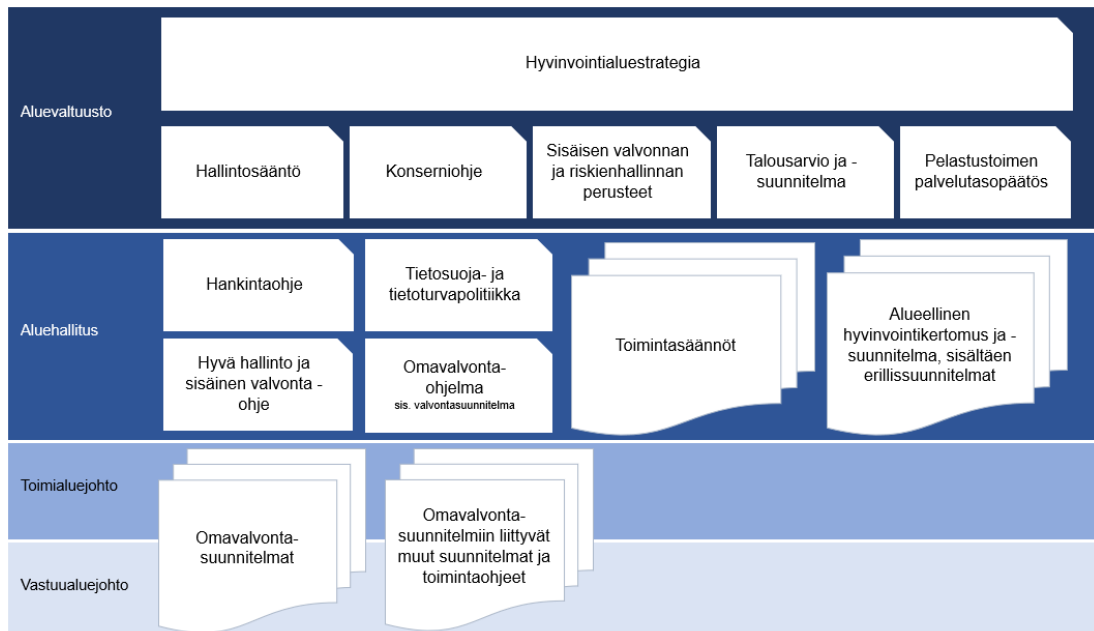 Aluevaltuusto
Hyvinvointialuestrategia
Hallintosääntö
Konserniohje
Sisäisen valvonnan
ja riskienhallinnan
perusteet
Talousarvio ja -
suunnitelma
Pelastustoimen
palvelutasopäätös
Aluehallitus
Hankintaohje
Tietosuoja- ja
tietoturvapolitiikka
Hyvä hallinto ja
sisäinen valvonta -
ohje
Omavalvonta-
ohjelma
sis. valvontasuunnitelma
Toimintasäännöt
Alueellinen
hyvinvointikertomus ja -
suunnitelma, sisältäen
erillissuunnitelmat
Toimialuejohto
Vastuualuejohto
Omavalvonta-
suunnitelmat
Omavalvonta-
suunnitelmiin liittyvät
muut suunnitelmat ja
toimintaohjeet